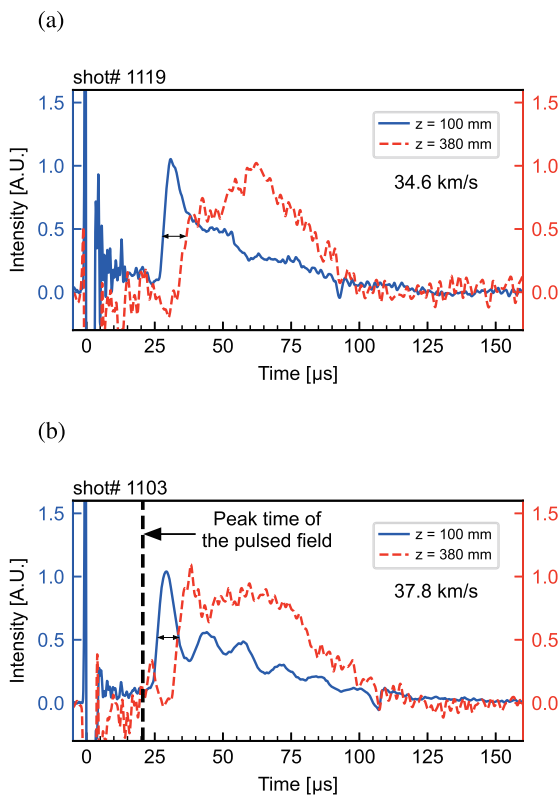 (a)
shot# 1119
1.5
1.0
0.5
0.0
Intensity [A.U.]
z = 100 mm
z = 380 mm
34.6 km/s
1.5
1.0
0.5
0.0
0 25 50 75 100 125 150
Time [µs]
(b)
shot# 1103
Peak time of
the pulsed field
1.5
1.0
0.5
0.0
Intensity [A.U.]
z = 100 mm
z = 380 mm
37.8 km/s
1.5
1.0
0.5
0.0
0 25 50 75 100 125 150
Time [µs]